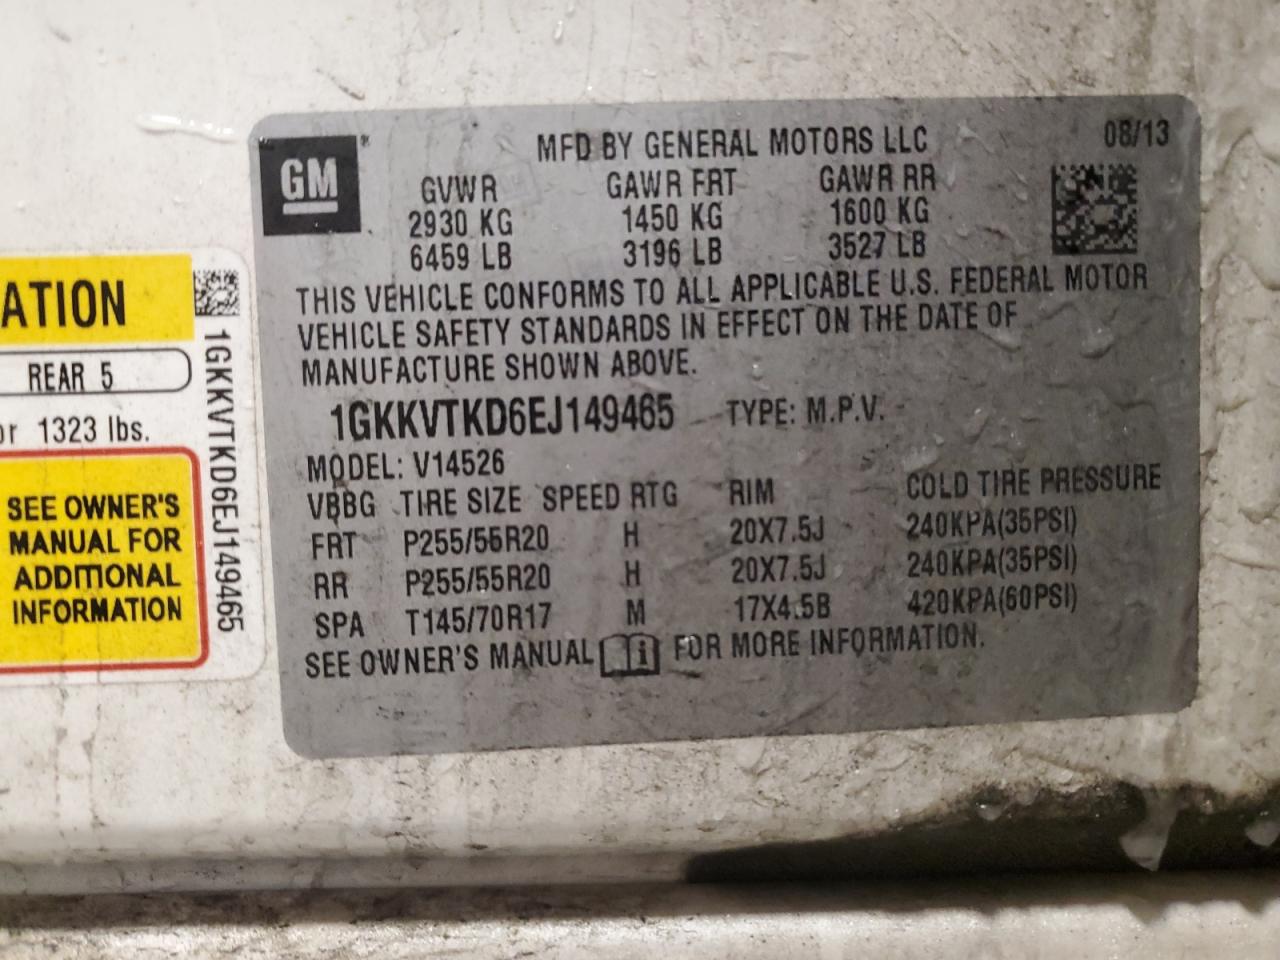 GM
®
MFD BY GENERAL MOTORS LLC
08/13
GVWR GAWR FRT GAWR RR
2930 KG 1450 KG 1600 KG
6459 LB 3196 LB 3527 LB
THIS VEHICLE CONFORMS TO ALL APPLICABLE U.S. FEDERAL MOTOR
VEHICLE SAFETY STANDARDS IN EFFECT ON THE DATE OF
MANUFACTURE SHOWN ABOVE.
1GKKVTKD6EJ149465 TYPE: M.P.V.
MODEL: V14526
VBBG TIRE SIZE SPEED RTG RIM COLD TIRE PRESSURE
FRT P255/55R20 H 20X7.5J 240KPA(35PSI)
RR P255/55R20 H 20X7.5J 240KPA(35PSI)
SPA T145/70R17 M 17X4.5B 420KPA(60PSI)
SEE OWNER'S MANUAL i FOR MORE INFORMATION.
ATION
REAR 5
or 1323 lbs.
SEE OWNER'S
MANUAL FOR
ADDITIONAL
INFORMATION
1GKKVTKD6EJ149465